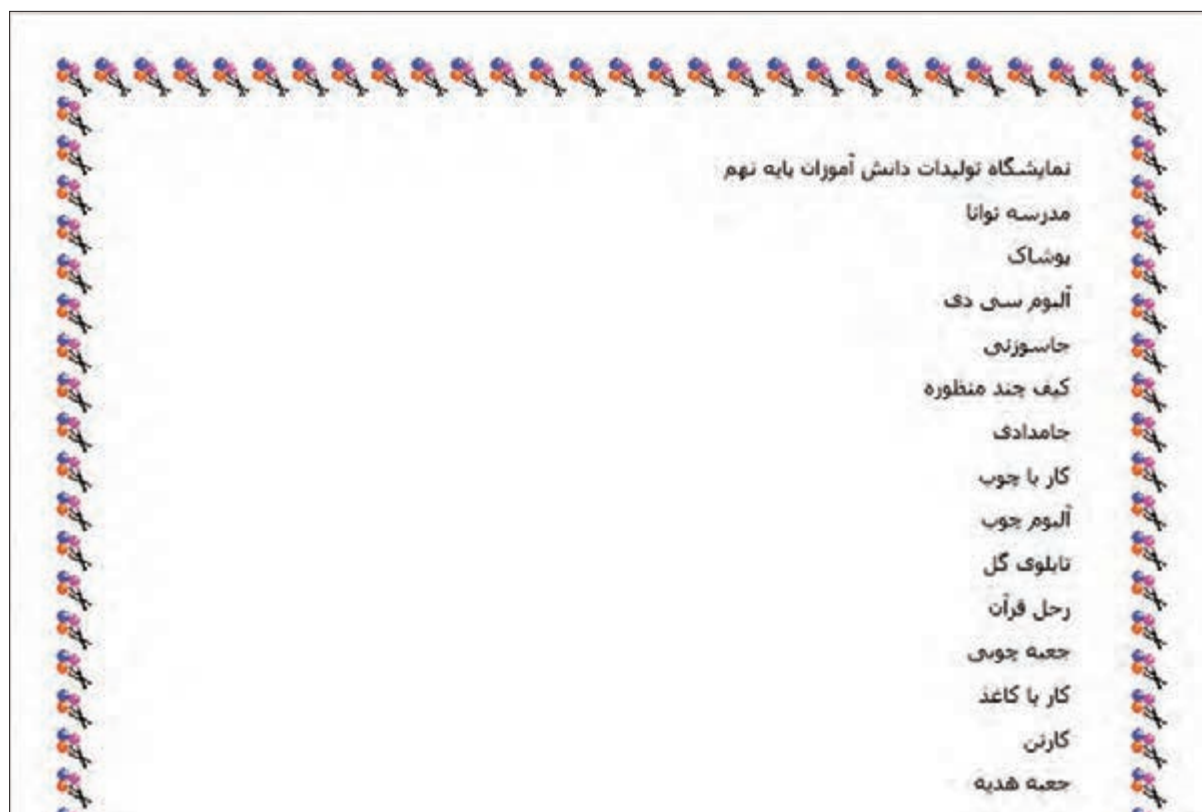 نمایشگاه تولیدات دانش آموزان پایه نهم
مدرسه توانا
پوشاک
آلبوم سی دی
جاسوزنی
کیف چند منظوره
جامدادی
کار با چوب
آلبوم چوب
تابلوی گل
رحل قرآن
جعبه چوبی
کار با کاغذ
کارتن
جعبه هدیه